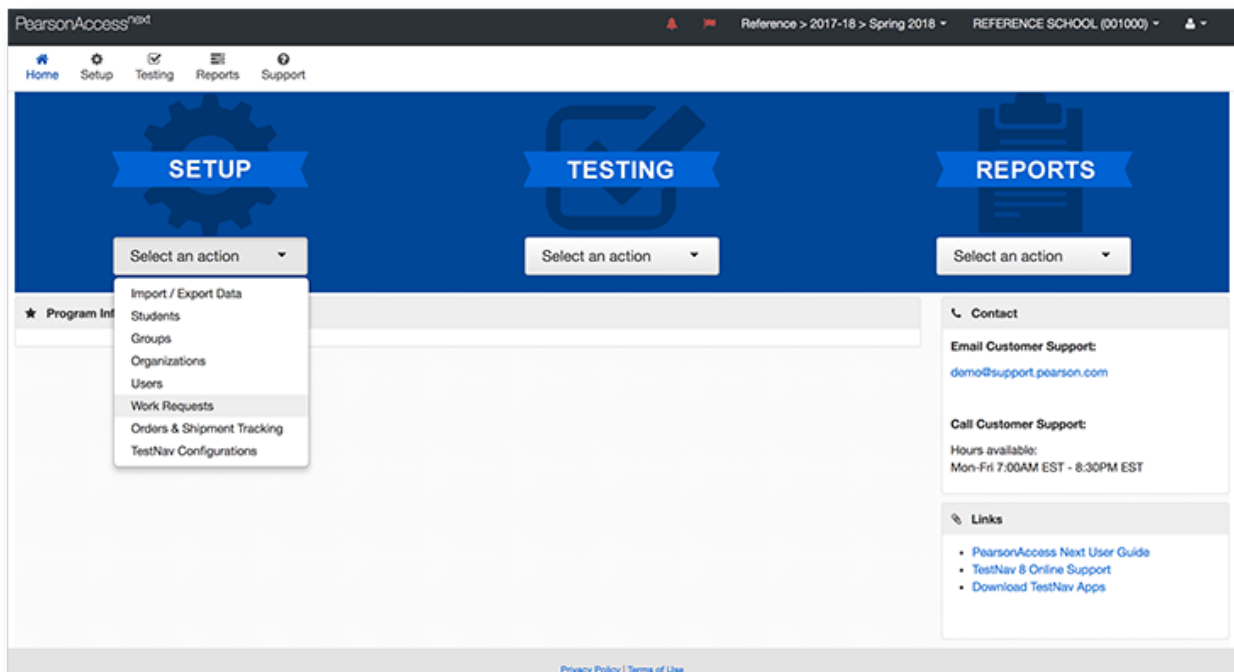 PearsonAccessnext
Reference > 2017-18 > Spring 2018
REFERENCE SCHOOL (001000)
Home
Setup
Testing
Reports
Support
SETUP
TESTING
REPORTS
Select an action
Select an action
Select an action
Import / Export Data
Students
Groups
Organizations
Users
Work Requests
Orders & Shipment Tracking
TestNav Configurations
Program Inf
Contact
Email Customer Support:
demo@support.pearson.com
Call Customer Support:
Hours available:
Mon-Fri 7:00AM EST - 8:30PM EST
Links
• PearsonAccess Next User Guide
• TestNav 8 Online Support
• Download TestNav Apps
Privacy Policy | Terms of Use